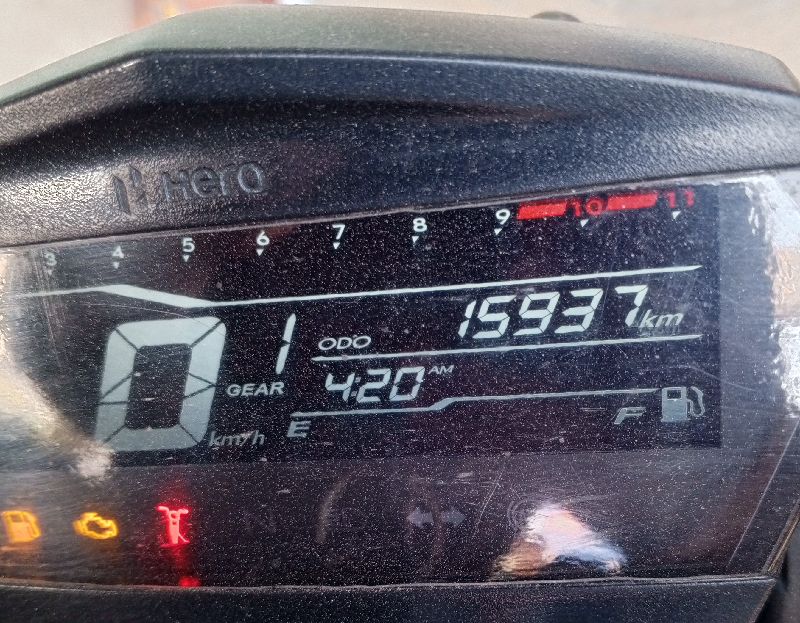 Hero
3 4 5 6 7 8 9 10 11
ODO 15937 km
0 km/h GEAR 1
4:20 AM
E F